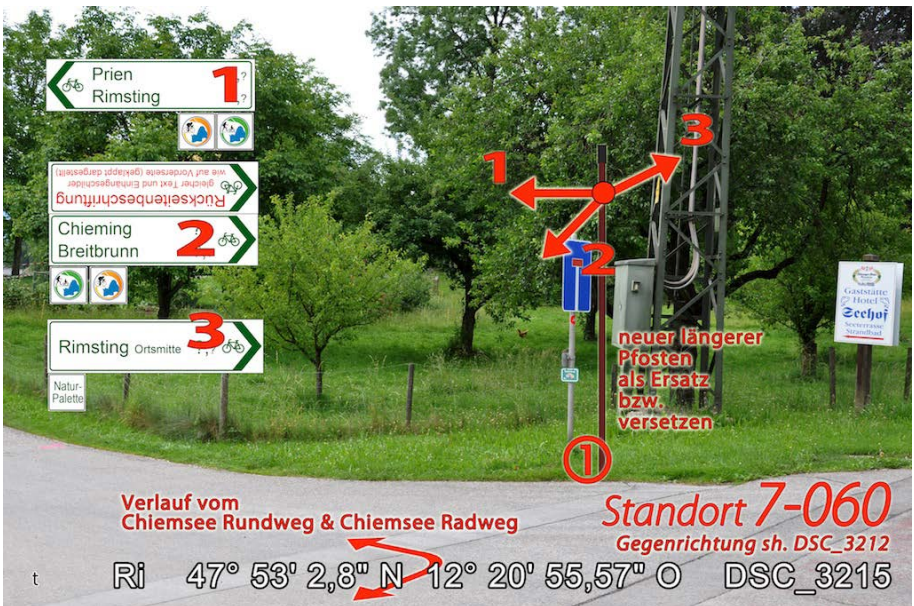 Prien
Rimsting
1
?
?
Rückseitenbeschriftung
gleicher Text und Einhängeschilder
wie auf Vorderseite (geklappt dargestellt)
Chieming
Breitbrunn
2
Rimsting Ortsmitte
3
?
Natur-
Palette
1
3
2
neuer längerer
Pfosten
als Ersatz
bzw.
versetzen
1
Gaststätte
Hotel
Seehof
Seeterrasse
Strandbad
Verlauf vom
Chiemsee Rundweg & Chiemsee Radweg
Standort 7-060
Gegenrichtung sh. DSC_3212
t Ri 47° 53' 2,8" N 12° 20' 55,57" O DSC_3215